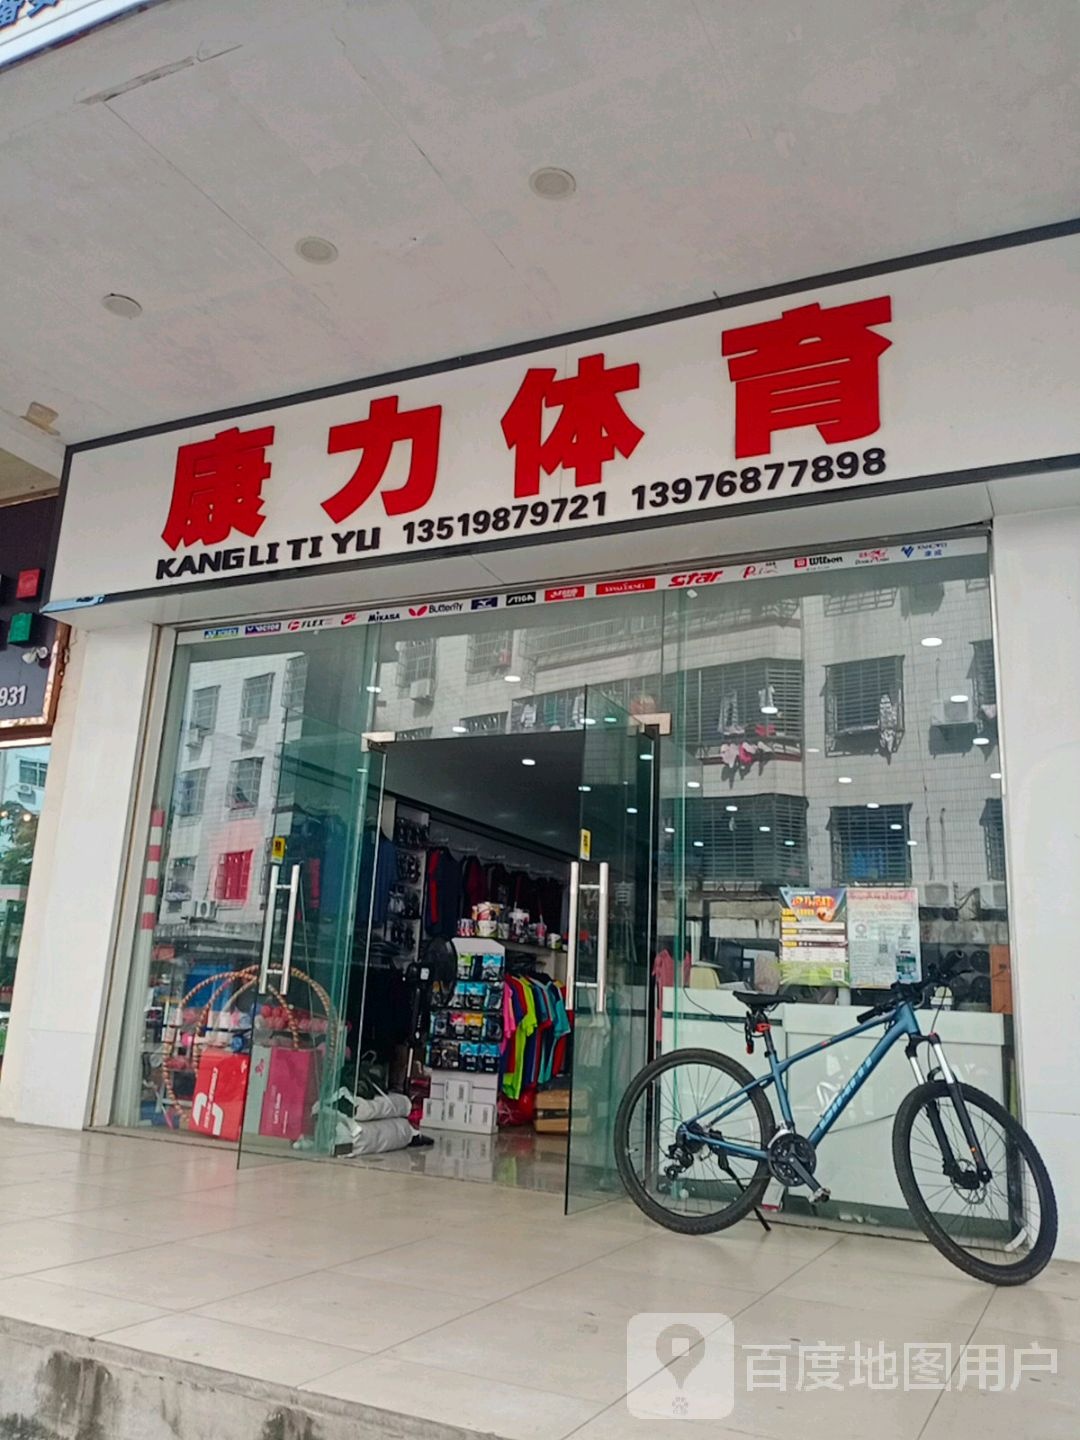 康力体育
KANG LI TI YU 13519879721 13976877898
YONEX VICTOR FLEX MIKASA Butterfly STIGA star Wilson
931
百度地图用户